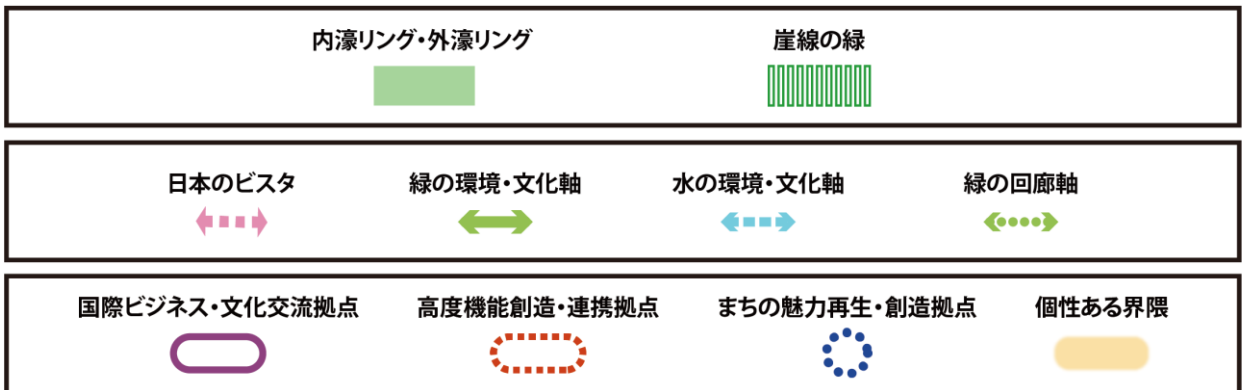 内濠リング・外濠リング
崖線の緑
日本のビスタ
緑の環境・文化軸
水の環境・文化軸
緑の回廊軸
国際ビジネス・文化交流拠点
高度機能創造・連携拠点
まちの魅力再生・創造拠点
個性ある界隈